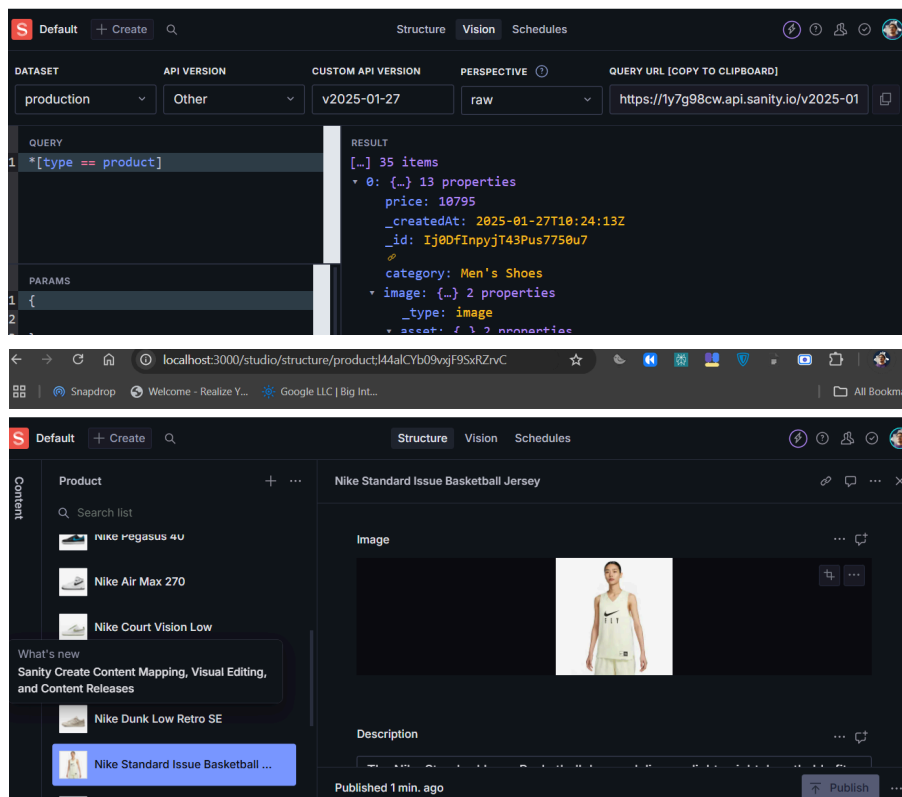 S Default + Create Structure Vision Schedules
DATASET API VERSION CUSTOM API VERSION PERSPECTIVE QUERY URL [COPY TO CLIPBOARD]
production Other v2025-01-27 raw https://1y7g98cw.api.sanity.io/v2025-01
QUERY
1 *[type == product]
PARAMS
1 {
2
RESULT
[…] 35 items
0: {…} 13 properties
price: 10795
_createdAt: 2025-01-27T10:24:13Z
_id: Ij0DfInpyjT43Pus7750u7
category: Men's Shoes
image: {…} 2 properties
_type: image
asset: {…} 2 properties
localhost:3000/studio/structure/product;l44alCYb09vxjF9SxRZrvC
Snapdrop Welcome - Realize Y... Google LLC | Big Int... All Bookma
S Default + Create Structure Vision Schedules
Content
Product
Search list
Nike Pegasus 40
Nike Air Max 270
Nike Court Vision Low
What's new
Sanity Create Content Mapping, Visual Editing,
and Content Releases
Nike Dunk Low Retro SE
Nike Standard Issue Basketball ...
Nike Standard Issue Basketball Jersey
Image
FLY
Description
Published 1 min. ago
Publish